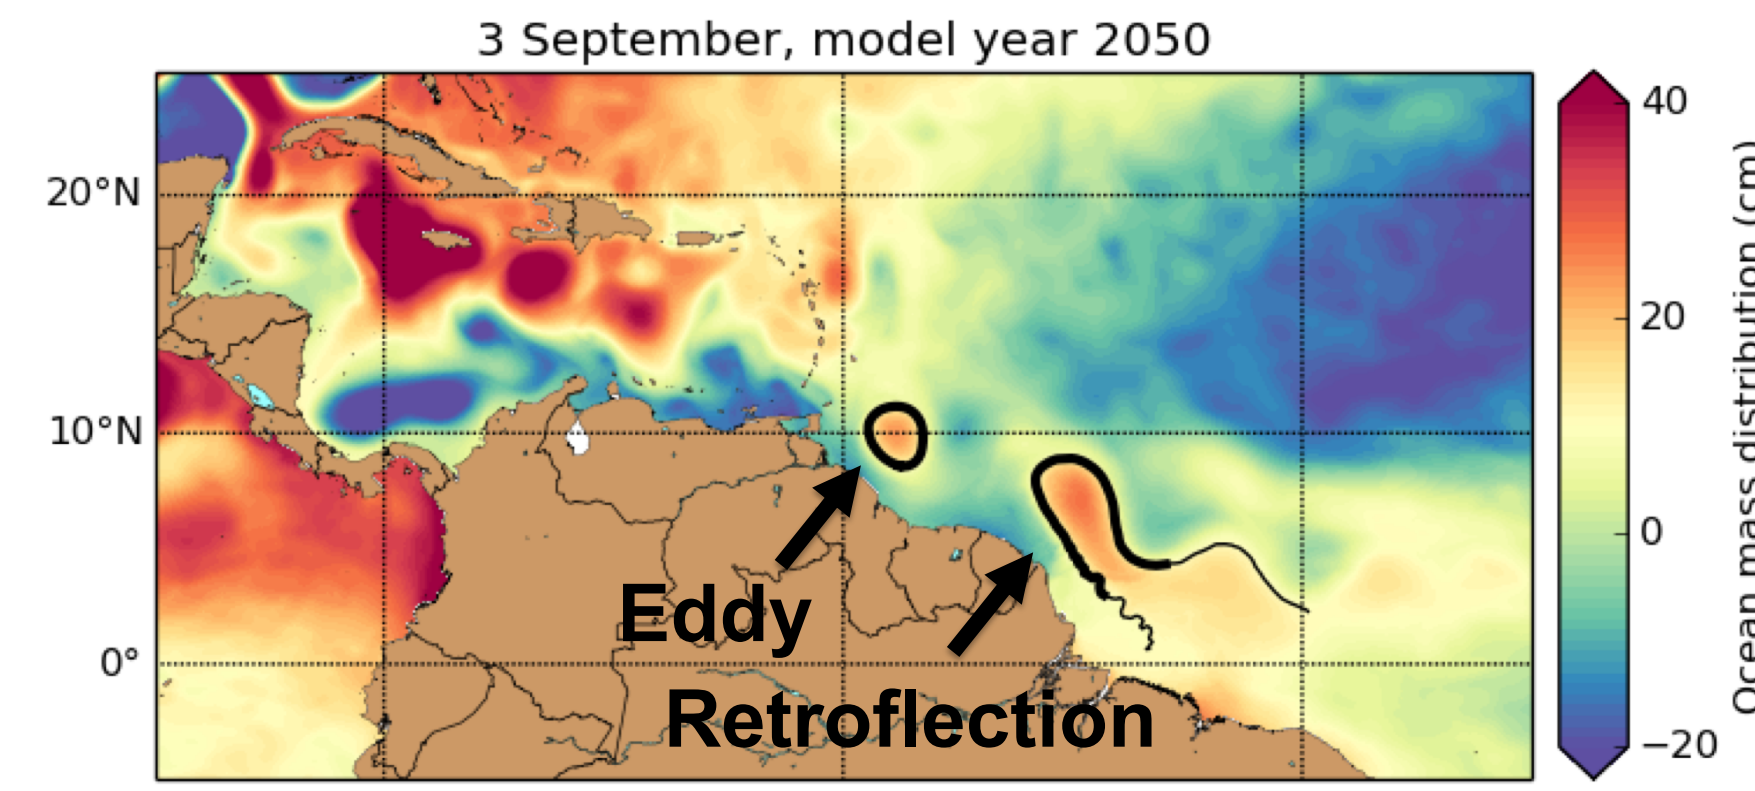 3 September, model year 2050
20°N
10°N
0°
Eddy
Retroflection
40
20
0
−20
Ocean mass distribution (cm)